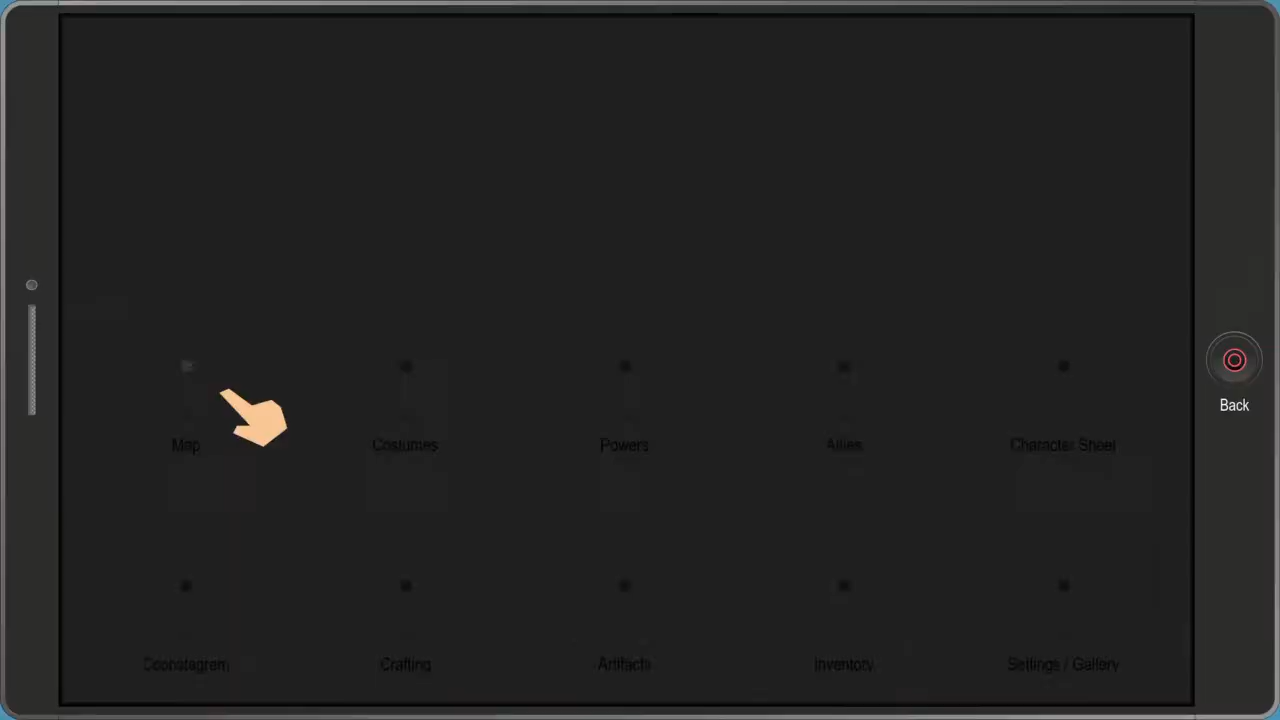 Back
Map
Costumes
Powers
Allies
Character Sheet
Coonstagram
Crafting
Artifacts
Inventory
Settings / Gallery